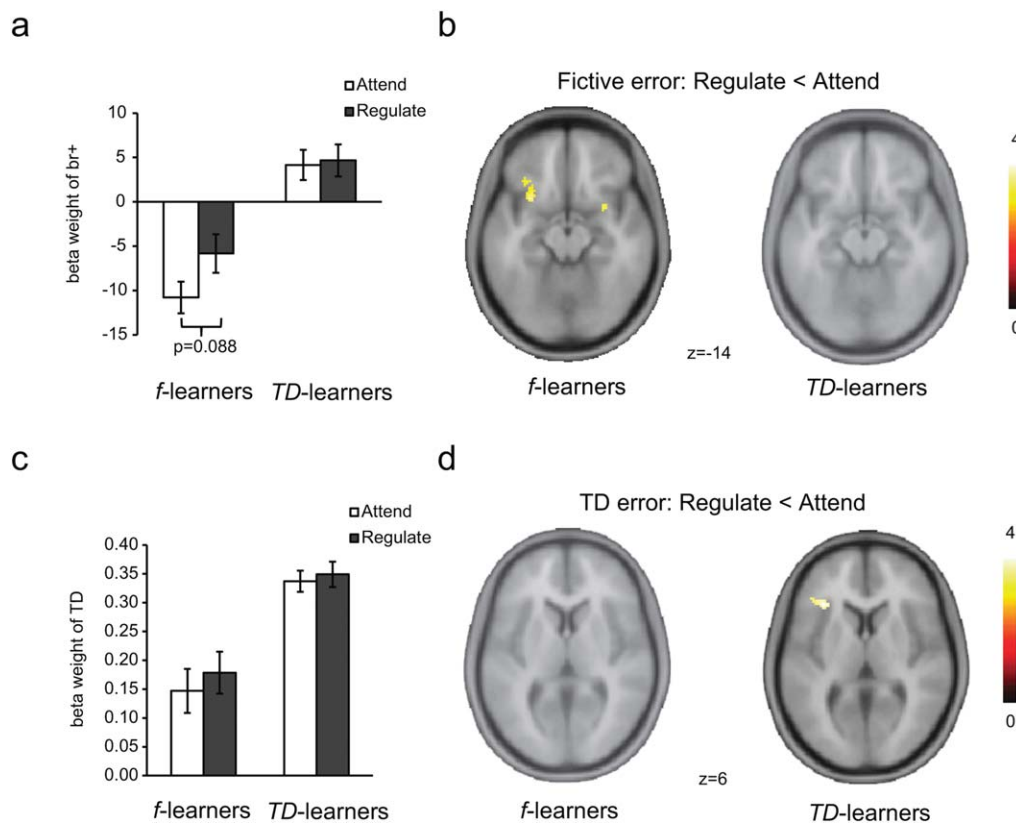 a
Attend
Regulate
10
5
0
-5
-10
-15
beta weight of br+
p=0.088
f-learners
TD-learners
b
Fictive error: Regulate < Attend
4
0
z=-14
f-learners
TD-learners
c
Attend
Regulate
0.40
0.35
0.30
0.25
0.20
0.15
0.10
0.05
0.00
beta weight of TD
f-learners
TD-learners
d
TD error: Regulate < Attend
4
0
z=6
f-learners
TD-learners